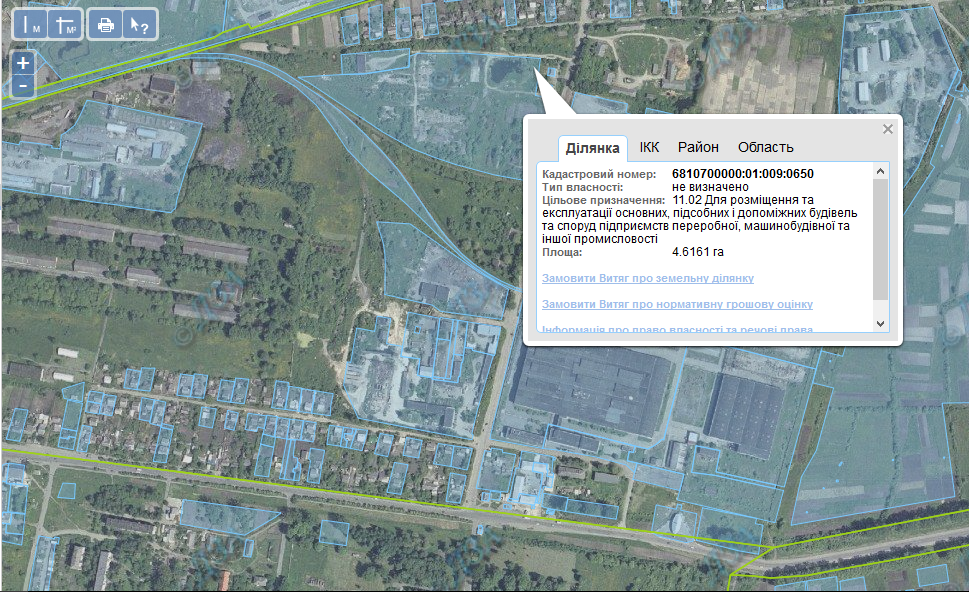 М
М²
?
+
-
Ділянка ІКК Район Область
Кадастровий номер: 6810700000:01:009:0650
Тип власності: не визначено
Цільове призначення: 11.02 Для розміщення та
експлуатації основних, підсобних і допоміжних будівель
та споруд підприємств переробної, машинобудівної та
іншої промисловості
Площа: 4.6161 га
Замовити Витяг про земельну ділянку
Замовити Витяг про нормативну грошову оцінку
Інформація про право власності та речові права